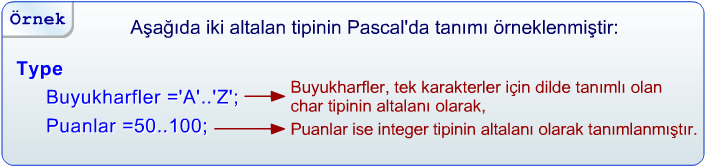 Örnek
Aşağıda iki altalan tipinin Pascal'da tanımı örneklenmiştir:
Type
Buyukharfler ='A'..'Z';
Buyukharfler, tek karakterler için dilde tanımlı olan
char tipinin altalanı olarak,
Puanlar =50..100;
Puanlar ise integer tipinin altalanı olarak tanımlanmıştır.